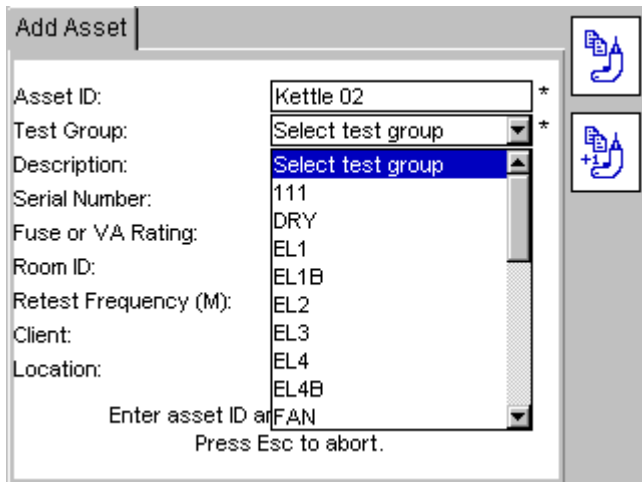 Add Asset
Asset ID: Kettle 02 *
Test Group: Select test group *
Description: Select test group
Serial Number: 111
DRY
Fuse or VA Rating: EL1
Room ID: EL1B
Retest Frequency (M): EL2
EL3
Client: EL4
Location: EL4B
Enter asset ID ar FAN
Press Esc to abort.
+1